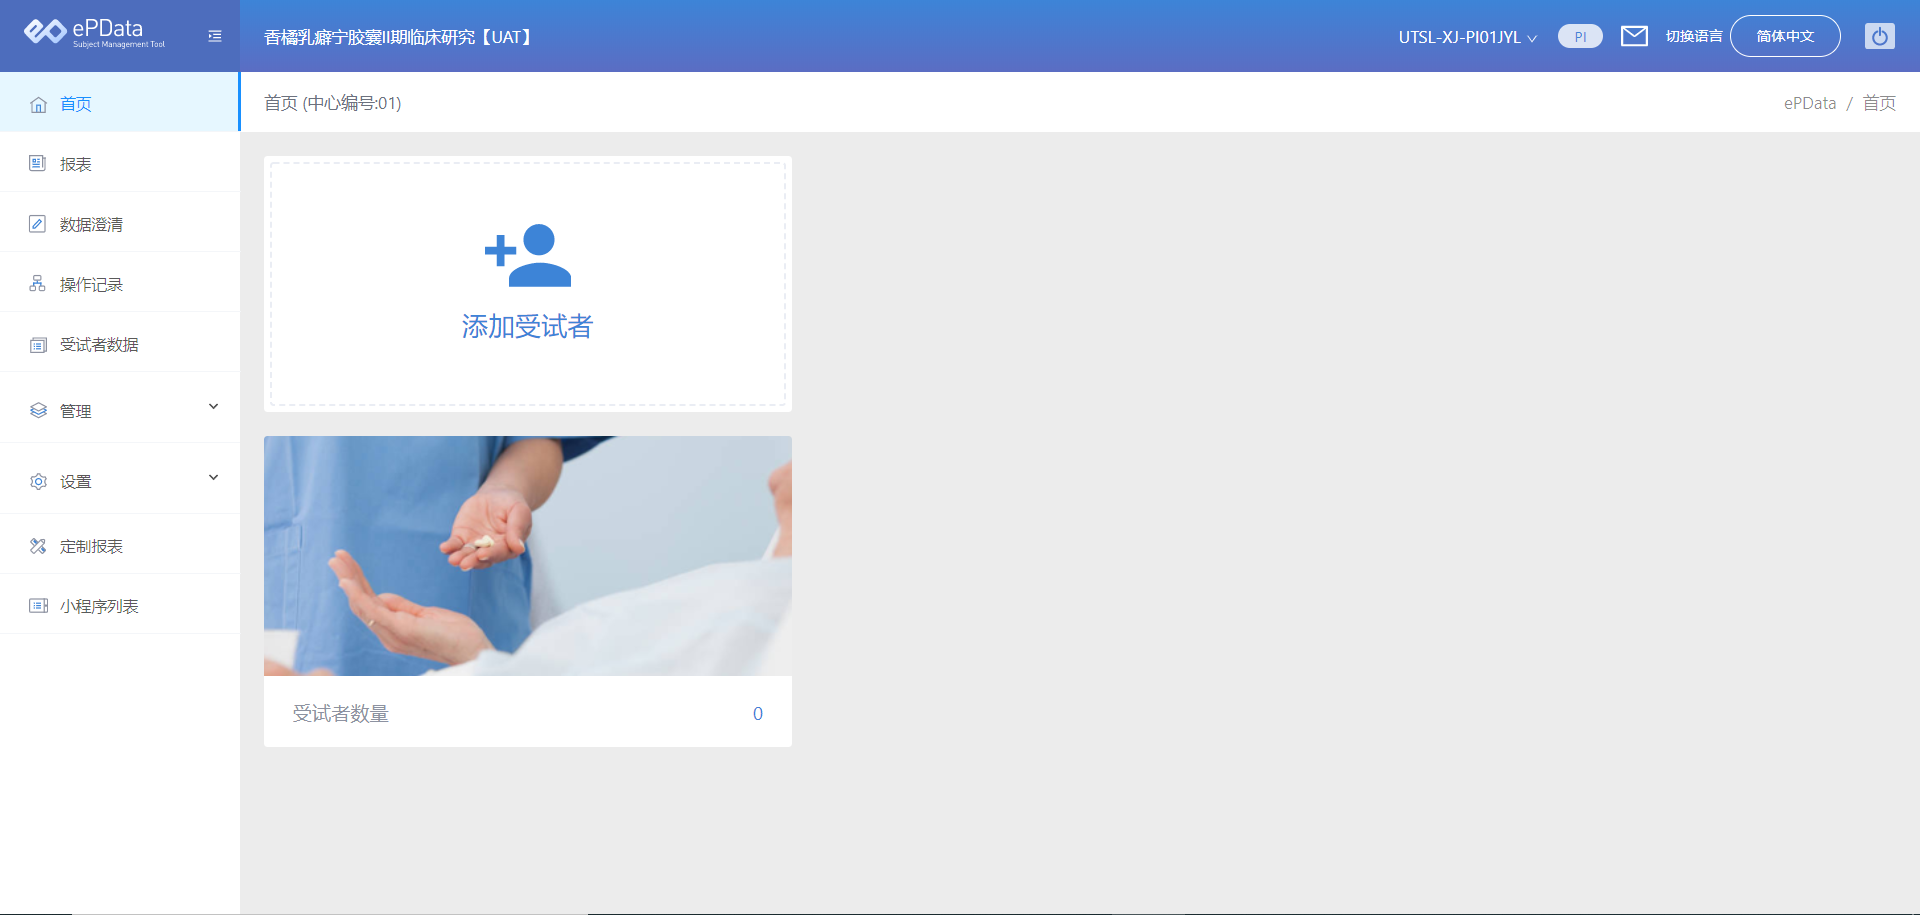 ePData
Subject Management Tool
香橘乳癖宁胶囊II期临床研究【UAT】
UTSL-XJ-PI01JYL
PI
切换语言
简体中文
首页
报表
数据澄清
操作记录
受试者数据
管理
设置
定制报表
小程序列表
首页 (中心编号:01)
ePData / 首页
添加受试者
受试者数量
0